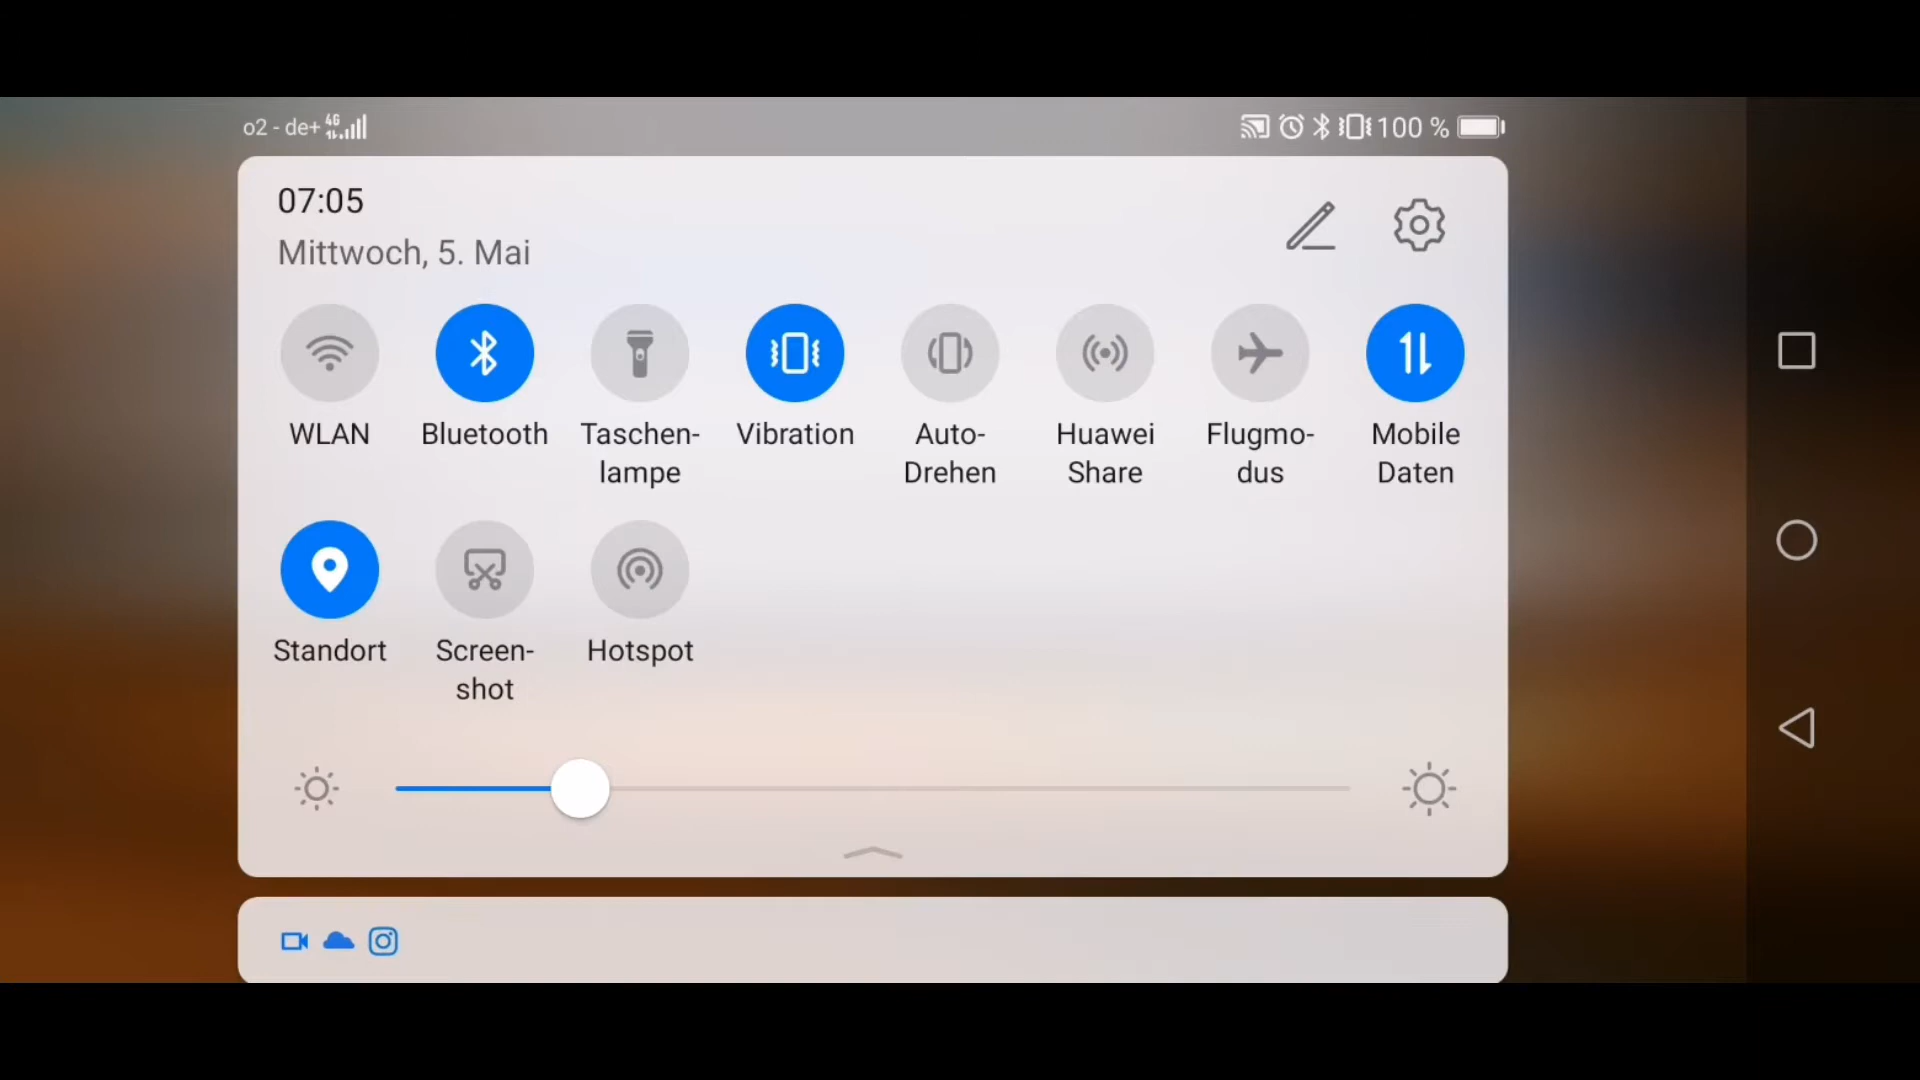 o2 - de+ 4G
100 %
07:05
Mittwoch, 5. Mai
WLAN
Bluetooth
Taschen-
lampe
Vibration
Auto-
Drehen
Huawei
Share
Flugmo-
dus
Mobile
Daten
Standort
Screen-
shot
Hotspot